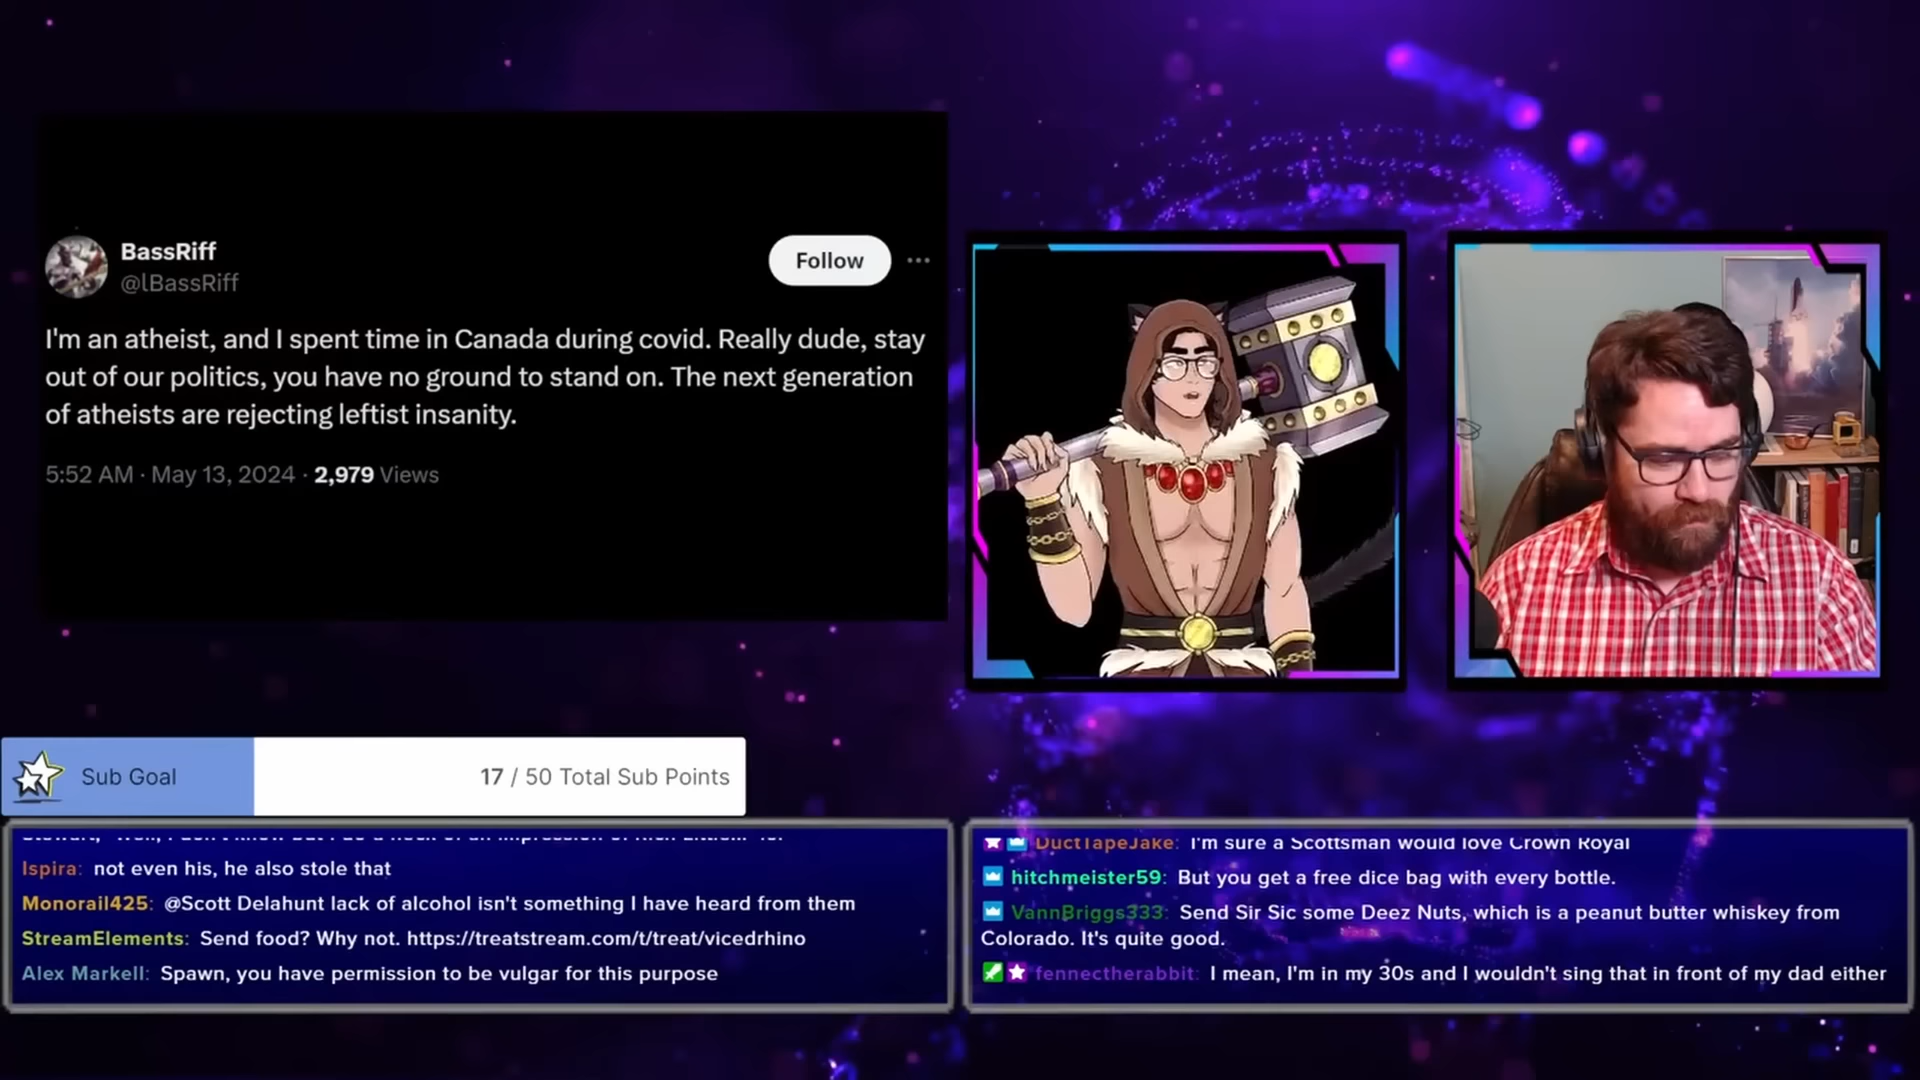 BassRiff
@lBassRiff
Follow
I'm an atheist, and I spent time in Canada during covid. Really dude, stay
out of our politics, you have no ground to stand on. The next generation
of atheists are rejecting leftist insanity.
5:52 AM · May 13, 2024 · 2,979 Views
Sub Goal
17 / 50 Total Sub Points
Ispira: not even his, he also stole that
Monorail425: @Scott Delahunt lack of alcohol isn't something I have heard from them
StreamElements: Send food? Why not. https://treatstream.com/t/treat/vicedrhino
Alex Markell: Spawn, you have permission to be vulgar for this purpose
DuctTapeJake: I'm sure a Scottsman would love Crown Royal
hitchmeister59: But you get a free dice bag with every bottle.
VannBriggs333: Send Sir Sic some Deez Nuts, which is a peanut butter whiskey from
Colorado. It's quite good.
fennectherabbit: I mean, I'm in my 30s and I wouldn't sing that in front of my dad either